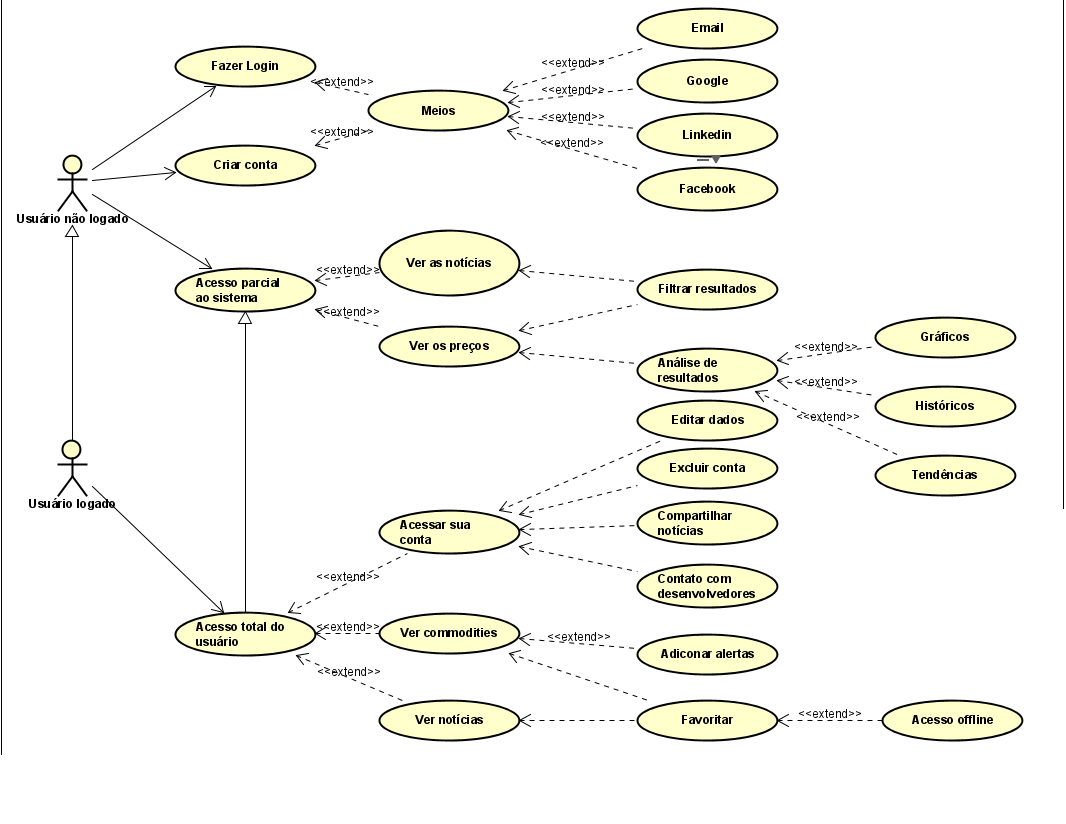 Email
Fazer Login
<<extend>>
<<extend>>
Google
<<extend>>
Meios
<<extend>>
Linkedin
<<extend>>
<<extend>>
Criar conta
Facebook
Usuário não logado
Ver as notícias
<<extend>>
Acesso parcial
ao sistema
Filtrar resultados
<<extend>>
Ver os preços
Gráficos
<<extend>>
Análise de
resultados
<<extend>>
Históricos
Editar dados
<<extend>>
Excluir conta
Tendências
Usuário logado
Acessar sua
conta
Compartilhar
notícias
<<extend>>
Contato com
desenvolvedores
Acesso total do
usuário
<<extend>>
Ver commodities
<<extend>>
Adiconar alertas
<<extend>>
Ver notícias
Favoritar
<<extend>>
Acesso offline